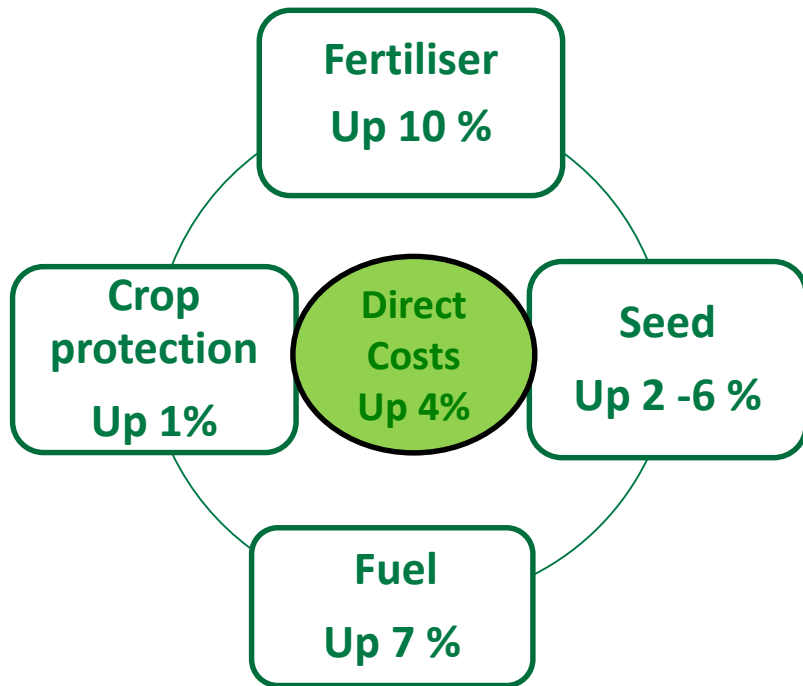 Fertiliser
Up 10 %
Crop
protection
Up 1%
Direct
Costs
Up 4%
Seed
Up 2 -6 %
Fuel
Up 7 %